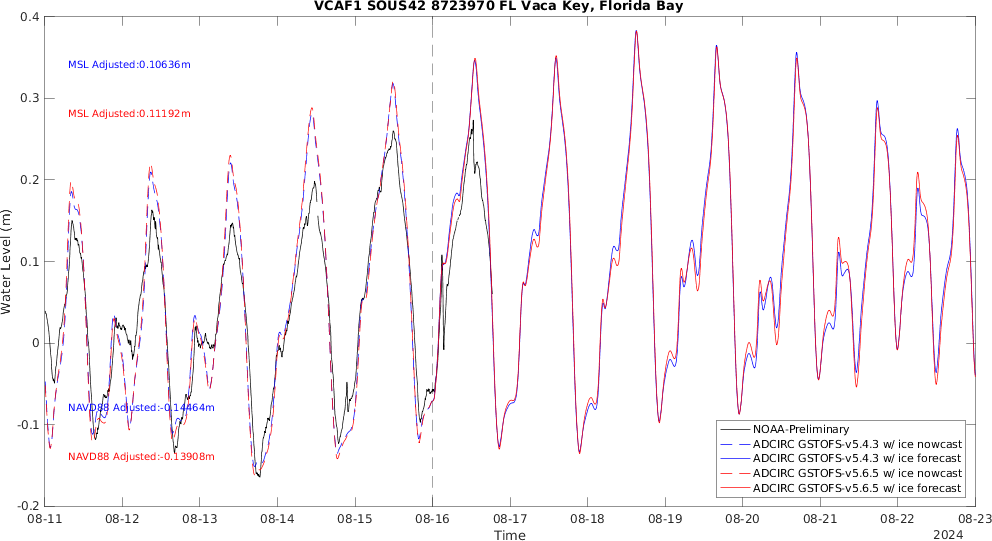 VCAF1 SOUS42 8723970 FL Vaca Key, Florida Bay
0.4
0.3
0.2
0.1
0
-0.1
-0.2
Water Level (m)
MSL Adjusted:0.10636m
MSL Adjusted:0.11192m
NAVD88 Adjusted:-0.14464m
NAVD88 Adjusted:-0.13908m
NOAA-Preliminary
ADCIRC GSTOFS-v5.4.3 w/ ice nowcast
ADCIRC GSTOFS-v5.4.3 w/ ice forecast
ADCIRC GSTOFS-v5.6.5 w/ ice nowcast
ADCIRC GSTOFS-v5.6.5 w/ ice forecast
08-11 08-12 08-13 08-14 08-15 08-16 08-17 08-18 08-19 08-20 08-21 08-22 08-23
Time
2024